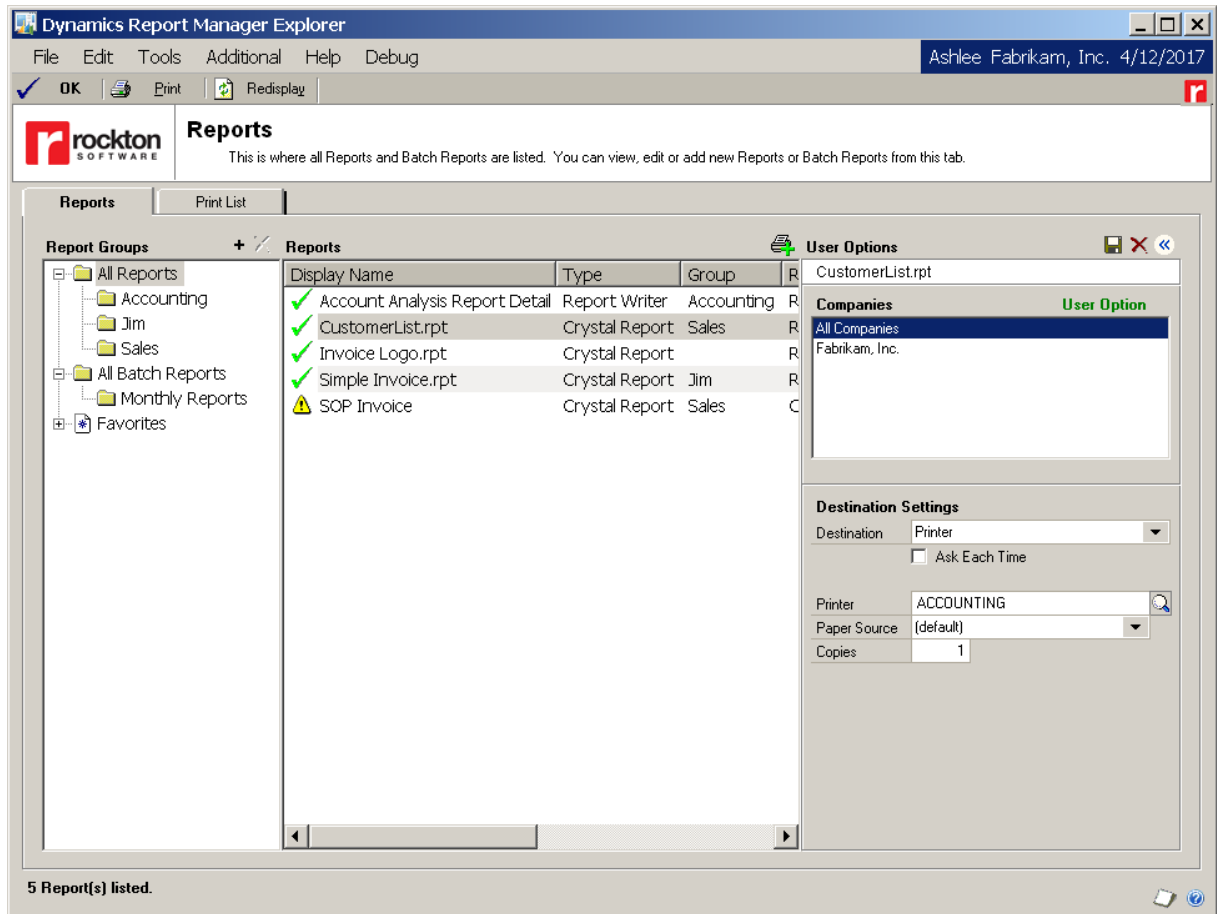 Dynamics Report Manager Explorer
File Edit Tools Additional Help Debug Ashlee Fabrikam, Inc. 4/12/2017
OK Print Redisplay
r
rockton
SOFTWARE
Reports
This is where all Reports and Batch Reports are listed. You can view, edit or add new Reports or Batch Reports from this tab.
Reports Print List
Report Groups
All Reports
Accounting
Jim
Sales
All Batch Reports
Monthly Reports
Favorites
Reports
Display Name Type Group R
Account Analysis Report Detail Report Writer Accounting R
CustomerList.rpt Crystal Report Sales R
Invoice Logo.rpt Crystal Report R
Simple Invoice.rpt Crystal Report Jim R
SOP Invoice Crystal Report Sales C
User Options
CustomerList.rpt
Companies User Option
All Companies
Fabrikam, Inc.
Destination Settings
Destination Printer
Ask Each Time
Printer ACCOUNTING
Paper Source (default)
Copies 1
5 Report(s) listed.